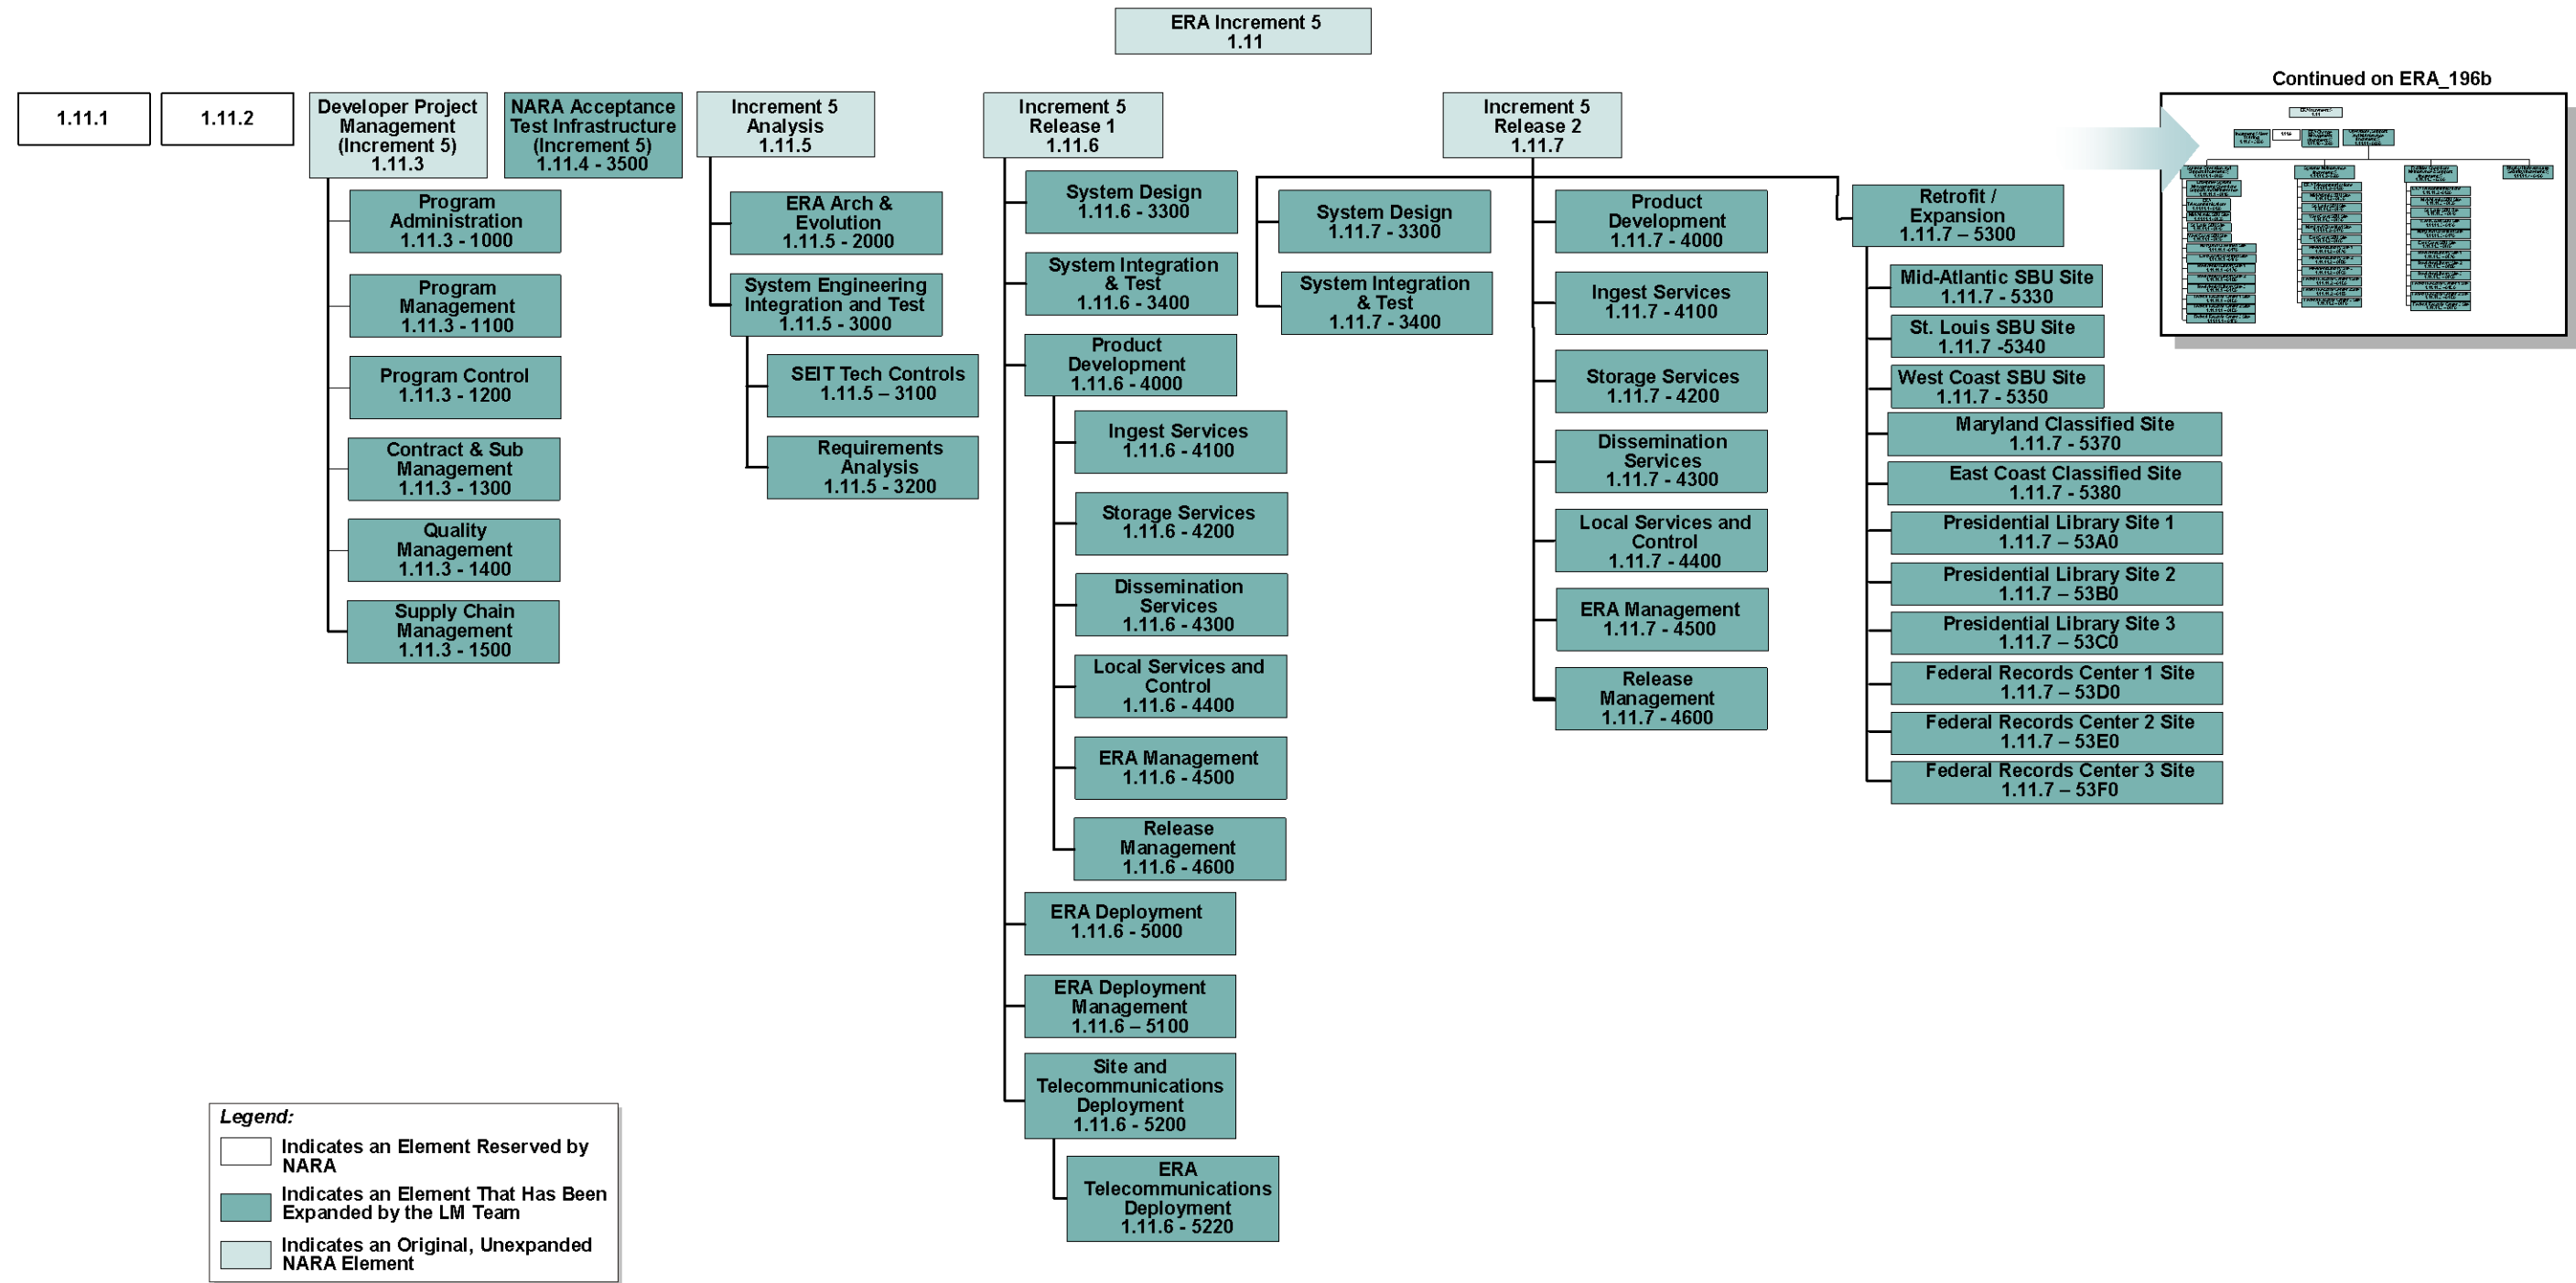 ERA Increment 5
1.11
Continued on ERA_196b
1.11.1
1.11.2
Developer Project
Management
(Increment 5)
1.11.3
NARA Acceptance
Test Infrastructure
(Increment 5)
1.11.4 - 3500
Increment 5
Analysis
1.11.5
Increment 5
Release 1
1.11.6
Increment 5
Release 2
1.11.7
Program
Administration
1.11.3 - 1000
Program
Management
1.11.3 - 1100
Program Control
1.11.3 - 1200
Contract & Sub
Management
1.11.3 - 1300
Quality
Management
1.11.3 - 1400
Supply Chain
Management
1.11.3 - 1500
ERA Arch &
Evolution
1.11.5 - 2000
System Engineering
Integration and Test
1.11.5 - 3000
SEIT Tech Controls
1.11.5 – 3100
Requirements
Analysis
1.11.5 - 3200
System Design
1.11.6 - 3300
System Integration
& Test
1.11.6 - 3400
Product
Development
1.11.6 - 4000
Ingest Services
1.11.6 - 4100
Storage Services
1.11.6 - 4200
Dissemination
Services
1.11.6 - 4300
Local Services and
Control
1.11.6 - 4400
ERA Management
1.11.6 - 4500
Release
Management
1.11.6 - 4600
ERA Deployment
1.11.6 - 5000
ERA Deployment
Management
1.11.6 – 5100
Site and
Telecommunications
Deployment
1.11.6 - 5200
ERA
Telecommunications
Deployment
1.11.6 - 5220
System Design
1.11.7 - 3300
System Integration
& Test
1.11.7 - 3400
Product
Development
1.11.7 - 4000
Ingest Services
1.11.7 - 4100
Storage Services
1.11.7 - 4200
Dissemination
Services
1.11.7 - 4300
Local Services and
Control
1.11.7 - 4400
ERA Management
1.11.7 - 4500
Release
Management
1.11.7 - 4600
Retrofit /
Expansion
1.11.7 – 5300
Mid-Atlantic SBU Site
1.11.7 - 5330
St. Louis SBU Site
1.11.7 -5340
West Coast SBU Site
1.11.7 - 5350
Maryland Classified Site
1.11.7 - 5370
East Coast Classified Site
1.11.7 - 5380
Presidential Library Site 1
1.11.7 – 53A0
Presidential Library Site 2
1.11.7 – 53B0
Presidential Library Site 3
1.11.7 – 53C0
Federal Records Center 1 Site
1.11.7 – 53D0
Federal Records Center 2 Site
1.11.7 – 53E0
Federal Records Center 3 Site
1.11.7 – 53F0
Legend:
Indicates an Element Reserved by
NARA
Indicates an Element That Has Been
Expanded by the LM Team
Indicates an Original, Unexpanded
NARA Element